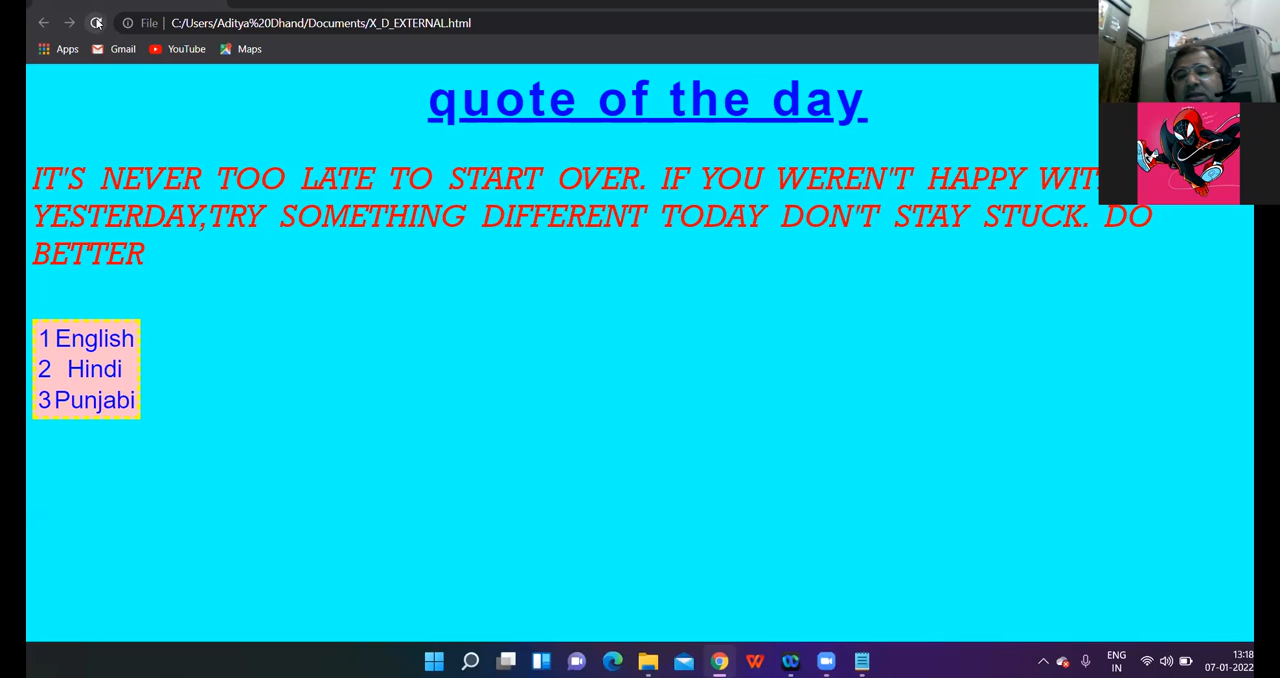 File C:/Users/Aditya%20Dhand/Documents/X_D_EXTERNAL.html
Apps Gmail YouTube Maps
quote of the day
IT'S NEVER TOO LATE TO START OVER. IF YOU WEREN'T HAPPY
YESTERDAY,TRY SOMETHING DIFFERENT TODAY DON'T STAY STUCK. DO
BETTER
1 English
2 Hindi
3 Punjabi
ENG 13:18
IN 07-01-2022